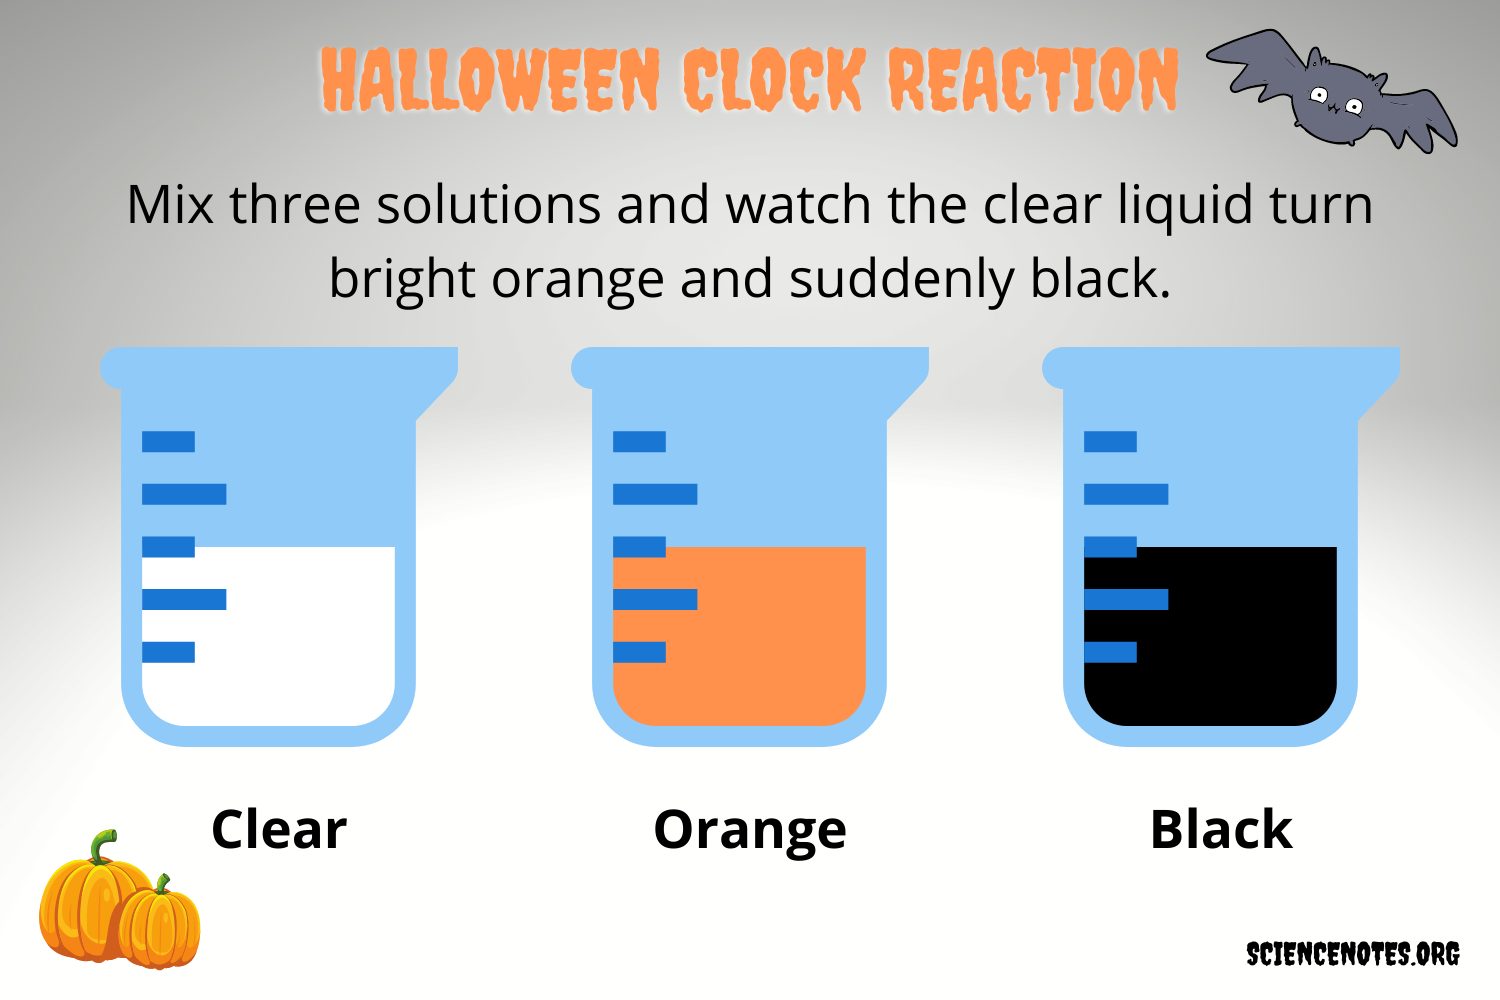 HALLOWEEN CLOCK REACTION
Mix three solutions and watch the clear liquid turn
bright orange and suddenly black.
Clear
Orange
Black
SCIENCENOTES.ORG